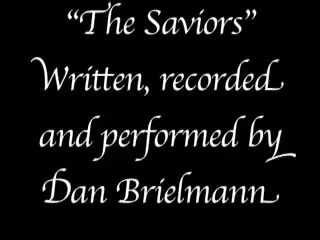 “The Saviors”
Written, recorded
and performed by
Dan Brielmann